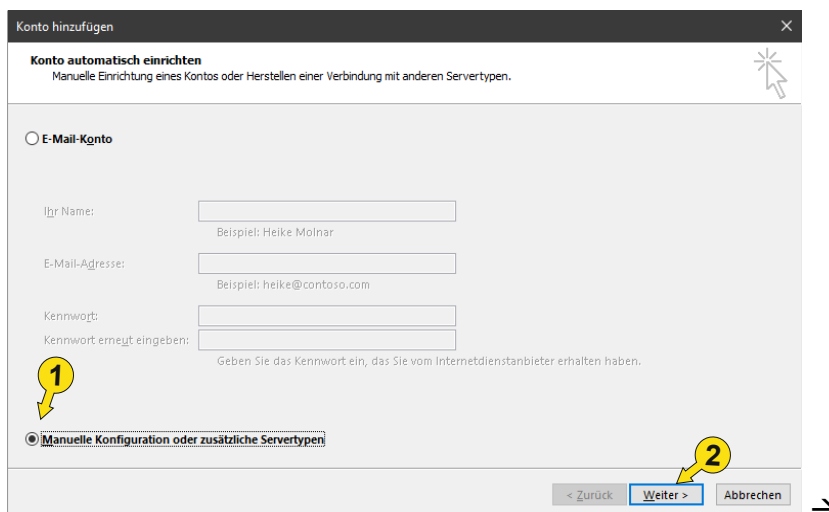 Konto hinzufügen
Konto automatisch einrichten
Manuelle Einrichtung eines Kontos oder Herstellen einer Verbindung mit anderen Servertypen.
E-Mail-Konto
Ihr Name:
Beispiel: Heike Molnar
E-Mail-Adresse:
Beispiel: heike@contoso.com
Kennwort:
Kennwort erneut eingeben:
Geben Sie das Kennwort ein, das Sie vom Internetdienstanbieter erhalten haben.
1
Manuelle Konfiguration oder zusätzliche Servertypen
2
< Zurück Weiter > Abbrechen